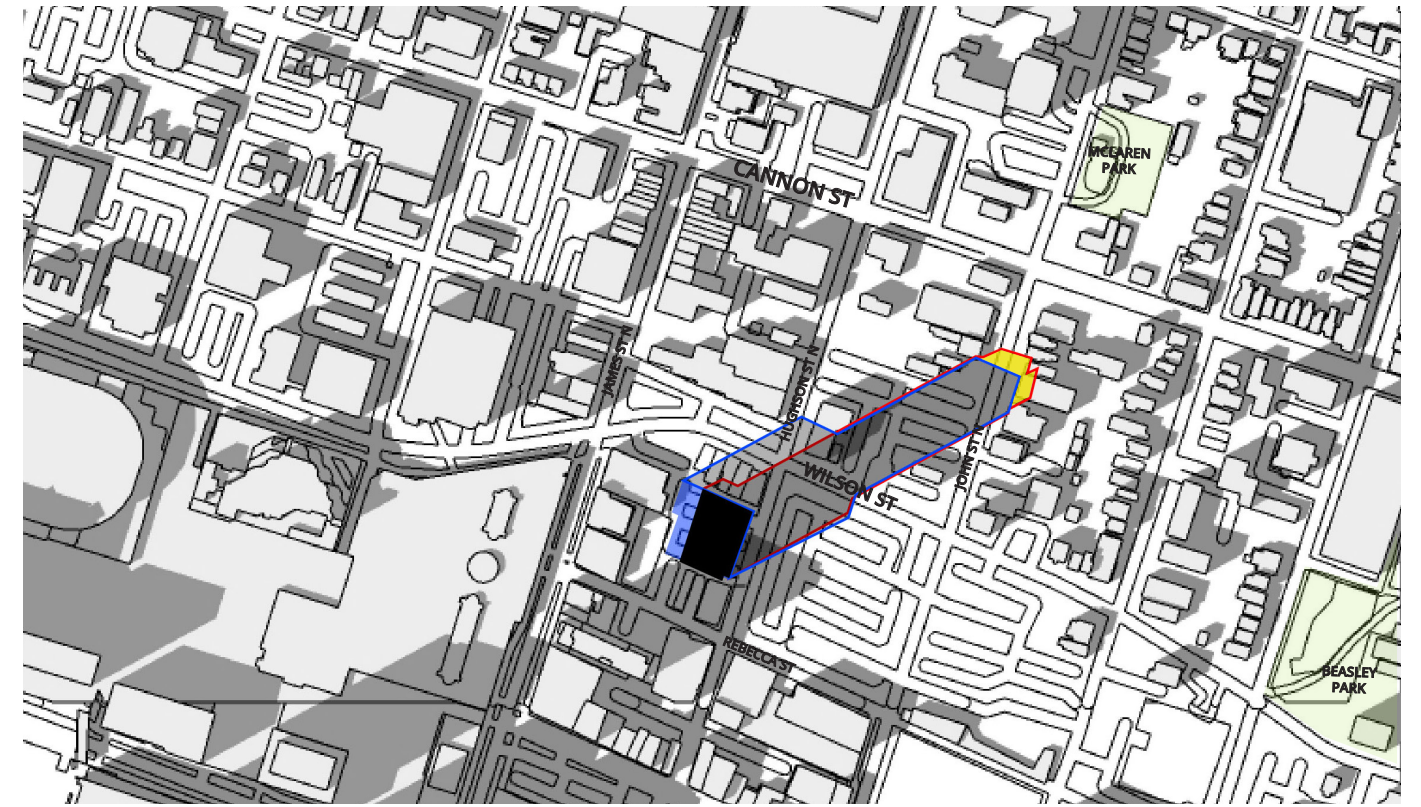 CANNON ST
MCLAREN
PARK
JAMES ST N
HUGHSON ST N
WILSON ST
JOHN ST N
REBECCA ST
BEASLEY
PARK